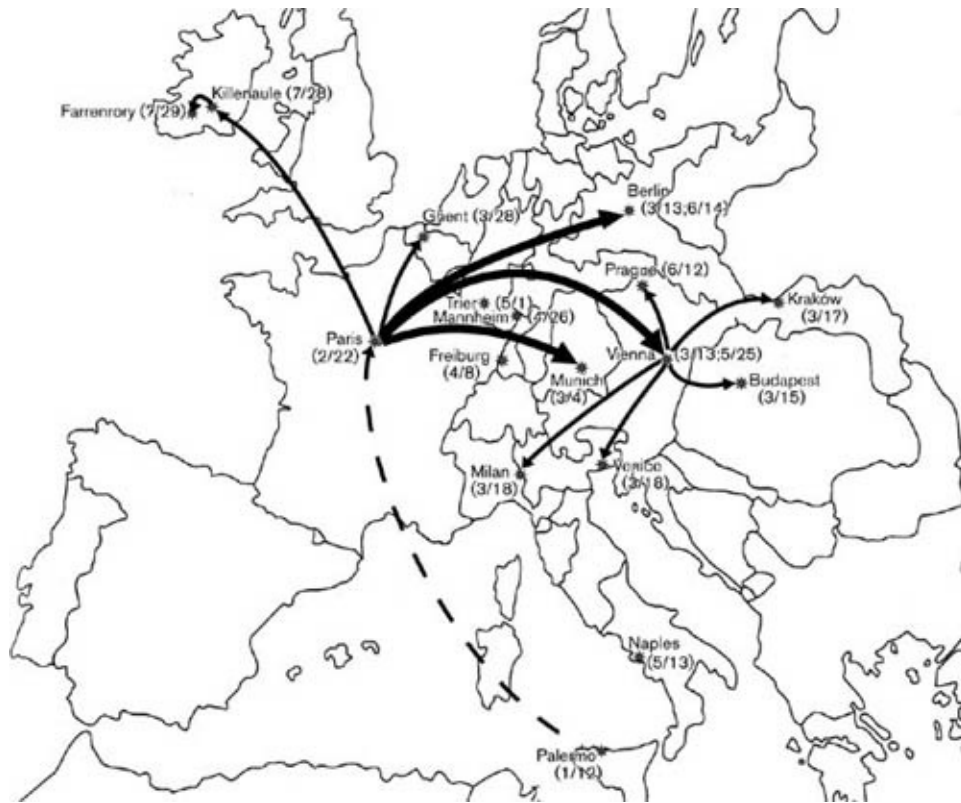 Killenaule (7/28)
Farrenrory (7/29)
Berlin
(3/13;6/14)
Ghent (3/28)
Prague (6/12)
Trier (5/1)
Mannheim (4/26)
Kraków
(3/17)
Paris
(2/22)
Freiburg
(4/8)
Munich
(3/4)
Vienna (3/13;5/25)
Budapest
(3/15)
Milan
(3/18)
Venice
(3/18)
Naples
(5/13)
Palermo
(1/12)